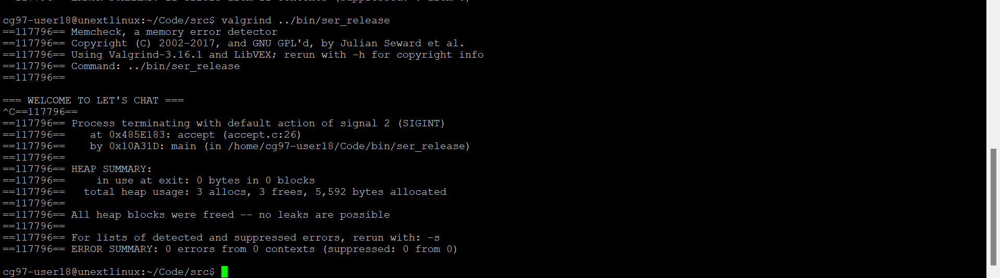 cg97-user18@unextlinux:~/Code/src$ valgrind ../bin/ser_release
==117796== Memcheck, a memory error detector
==117796== Copyright (C) 2002-2017, and GNU GPL'd, by Julian Seward et al.
==117796== Using Valgrind-3.16.1 and LibVEX; rerun with -h for copyright info
==117796== Command: ../bin/ser_release
==117796==
=== WELCOME TO LET'S CHAT ===
^C==117796==
==117796== Process terminating with default action of signal 2 (SIGINT)
==117796==    at 0x485E183: accept (accept.c:26)
==117796==    by 0x10A31D: main (in /home/cg97-user18/Code/bin/ser_release)
==117796==
==117796== HEAP SUMMARY:
==117796==     in use at exit: 0 bytes in 0 blocks
==117796==   total heap usage: 3 allocs, 3 frees, 5,592 bytes allocated
==117796==
==117796== All heap blocks were freed -- no leaks are possible
==117796==
==117796== For lists of detected and suppressed errors, rerun with: -s
==117796== ERROR SUMMARY: 0 errors from 0 contexts (suppressed: 0 from 0)
cg97-user18@unextlinux:~/Code/src$